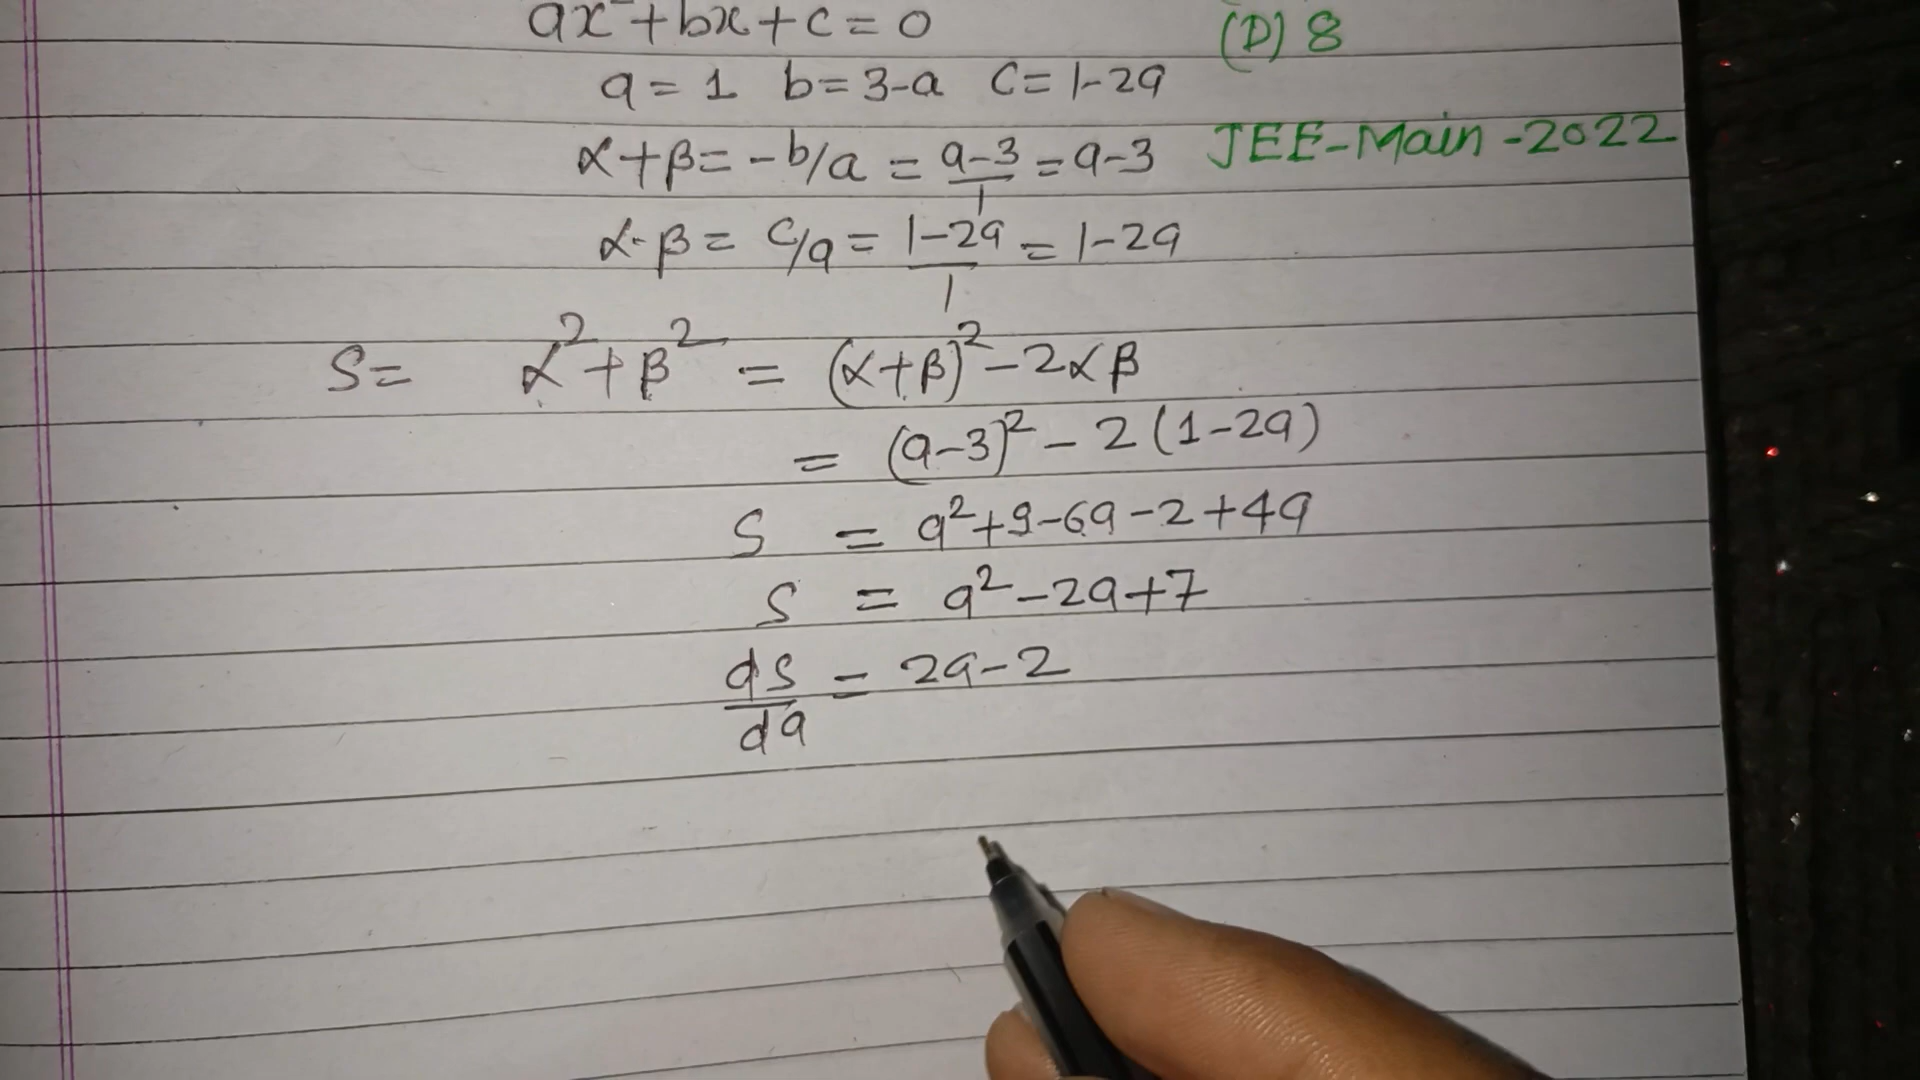 ax²+bx+c=0
(D) 8
a=1 b=3-a c=1-2a
α+β=-b/a = a-3/1 = a-3
JEE-Main-2022
α·β= c/a = 1-2a/1 = 1-2a
S= α²+β² = (α+β)²-2αβ
= (a-3)²-2(1-2a)
S = a²+9-6a-2+4a
S = a²-2a+7
ds/da = 2a-2